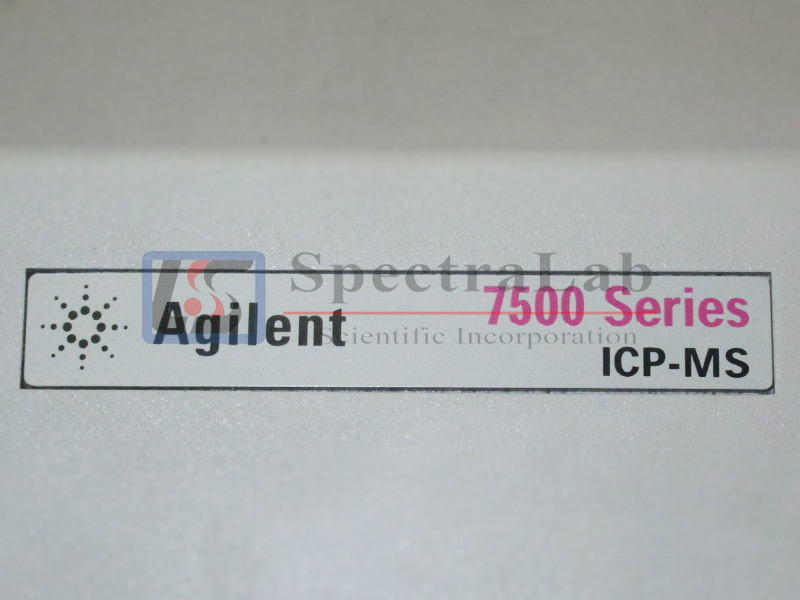 SpectraLab
Scientific Incorporation
Agilent
7500 Series
ICP-MS